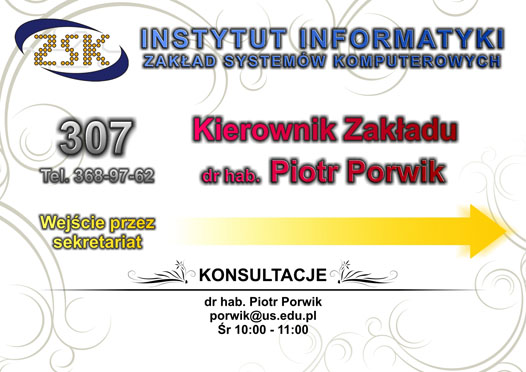 ZSK
INSTYTUT INFORMATYKI
ZAKŁAD SYSTEMÓW KOMPUTEROWYCH
307
Tel. 368-97-62
Kierownik Zakładu
dr hab. Piotr Porwik
Wejście przez
sekretariat
KONSULTACJE
dr hab. Piotr Porwik
porwik@us.edu.pl
Śr 10:00 - 11:00